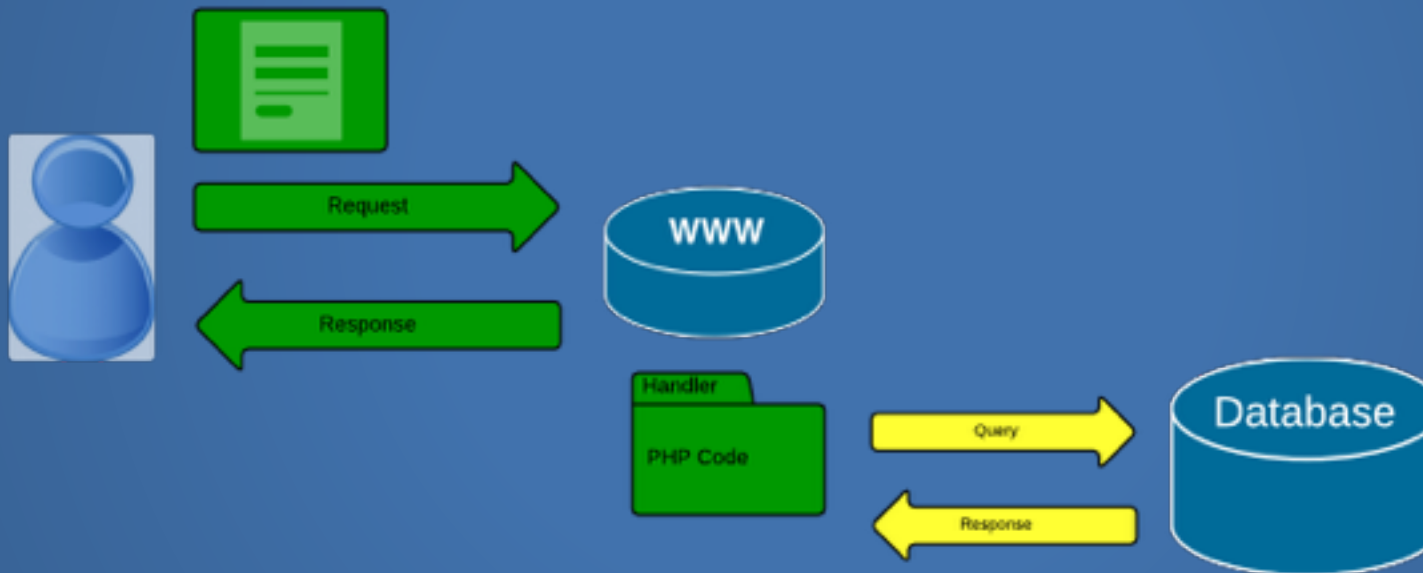 Request
WWW
Response
Handler
PHP Code
Query
Database
Response